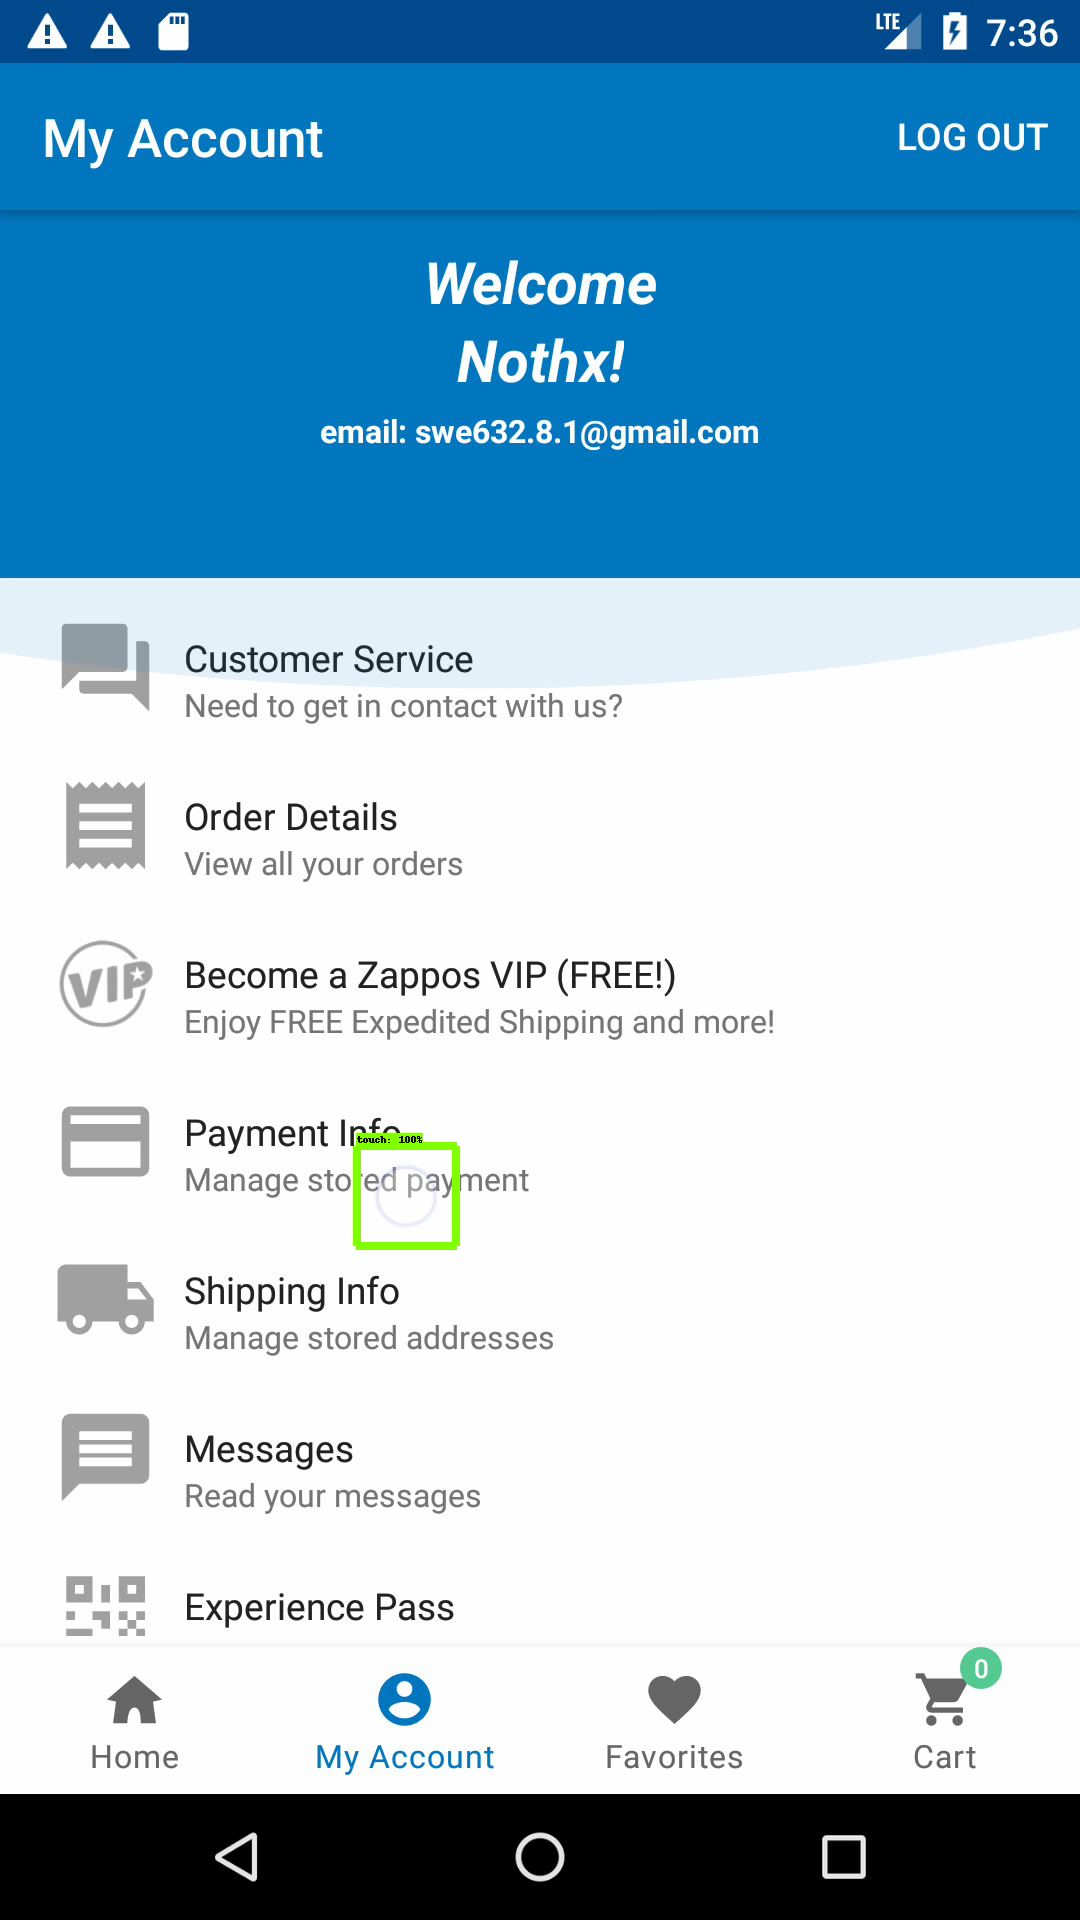 LTE 7:36
My Account LOG OUT
Welcome
Nothx!
email: swe632.8.1@gmail.com
Customer Service
Need to get in contact with us?
Order Details
View all your orders
VIP
Become a Zappos VIP (FREE!)
Enjoy FREE Expedited Shipping and more!
Payment Info
touch: 100%
Manage stored payment
Shipping Info
Manage stored addresses
Messages
Read your messages
Experience Pass
0
Home My Account Favorites Cart